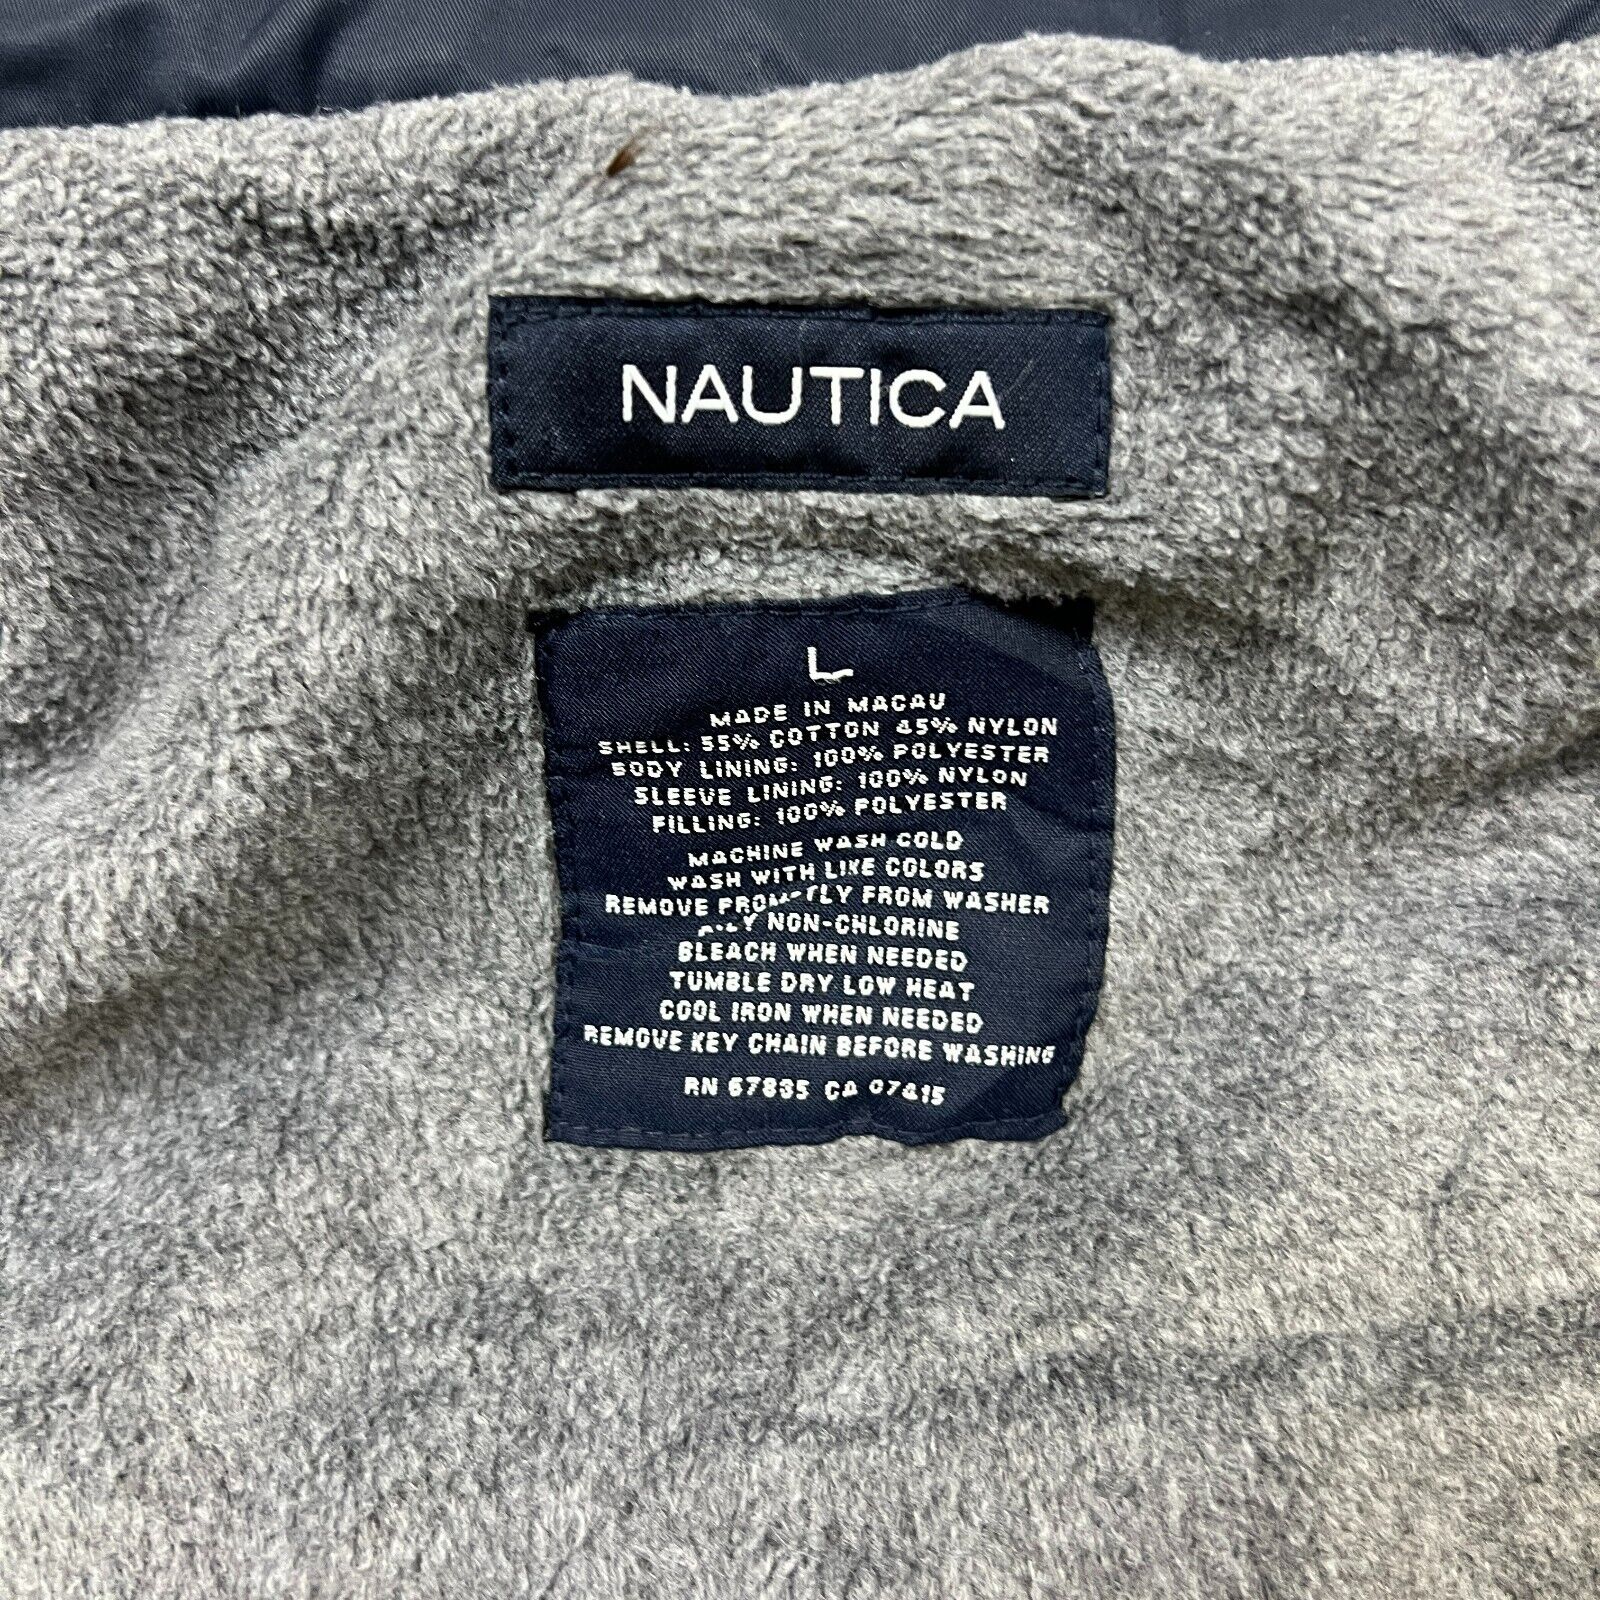 NAUTICA
L
MADE IN MACAU
SHELL: 55% COTTON 45% NYLON
BODY LINING: 100% POLYESTER
SLEEVE LINING: 100% NYLON
FILLING: 100% POLYESTER
MACHINE WASH COLD
WASH WITH LIKE COLORS
REMOVE PROMPTLY FROM WASHER
NON-CHLORINE
BLEACH WHEN NEEDED
TUMBLE DRY LOW HEAT
COOL IRON WHEN NEEDED
REMOVE KEY CHAIN BEFORE WASHING
RN 67835 CA 07415